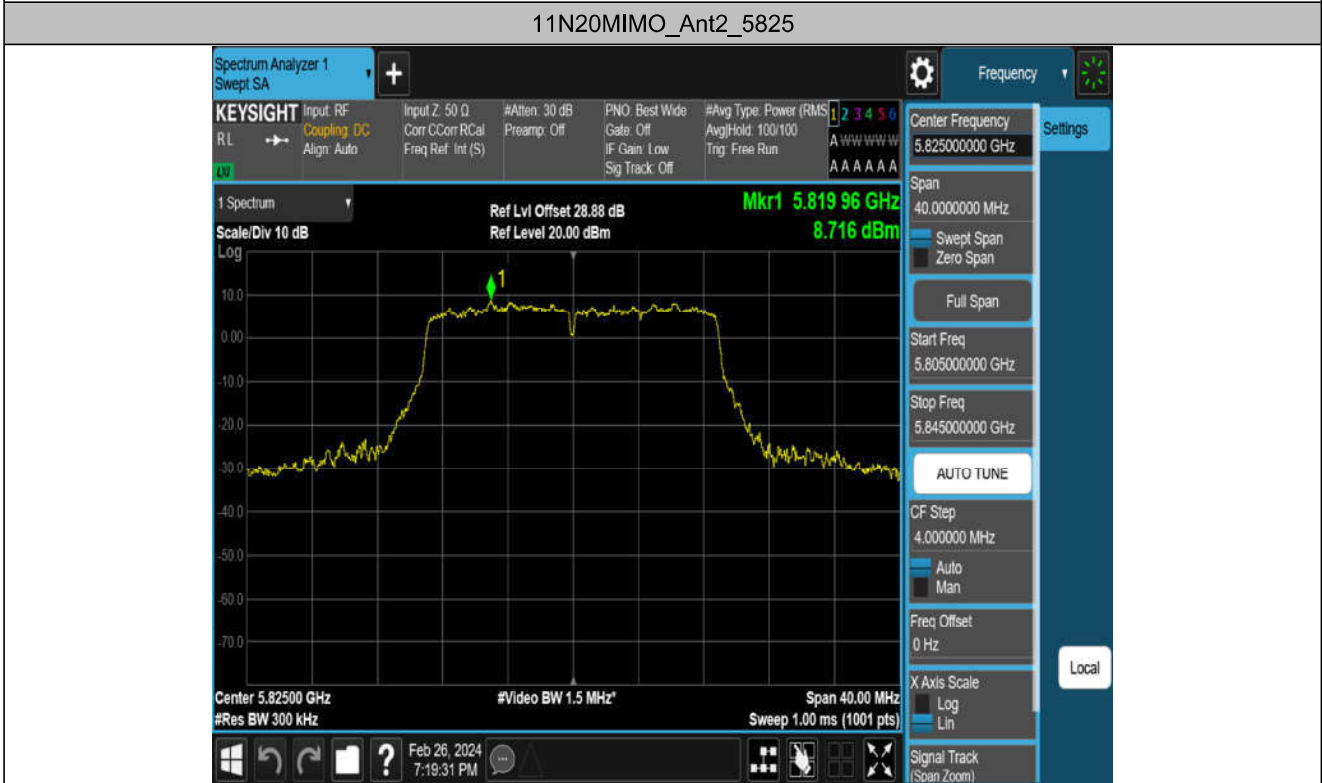 11N20MIMO_Ant2_5825
Spectrum Analyzer 1
Swept SA
+
Frequency
KEYSIGHT
RL
LXI
Input: RF
Coupling: DC
Align: Auto
Input Z: 50 Ω
Corr CCorr RCal
Freq Ref: Int (S)
#Atten: 30 dB
Preamp: Off
PNO: Best Wide
Gate: Off
IF Gain: Low
Sig Track: Off
#Avg Type: Power (RMS
Avg|Hold: 100/100
Trig: Free Run
1 2 3 4 5 6
A W W W W W
A A A A A A
Center Frequency
5.825000000 GHz
Settings
1 Spectrum
Scale/Div 10 dB
Log
Ref Lvl Offset 28.88 dB
Ref Level 20.00 dBm
Mkr1 5.819 96 GHz
8.716 dBm
1
10.0
0.00
-10.0
-20.0
-30.0
-40.0
-50.0
-60.0
-70.0
Span
40.0000000 MHz
Swept Span
Zero Span
Full Span
Start Freq
5.805000000 GHz
Stop Freq
5.845000000 GHz
AUTO TUNE
CF Step
4.000000 MHz
Auto
Man
Freq Offset
0 Hz
X Axis Scale
Log
Lin
Signal Track
(Span Zoom)
Local
Center 5.82500 GHz
#Res BW 300 kHz
#Video BW 1.5 MHz*
Span 40.00 MHz
Sweep 1.00 ms (1001 pts)
?
Feb 26, 2024
7:19:31 PM